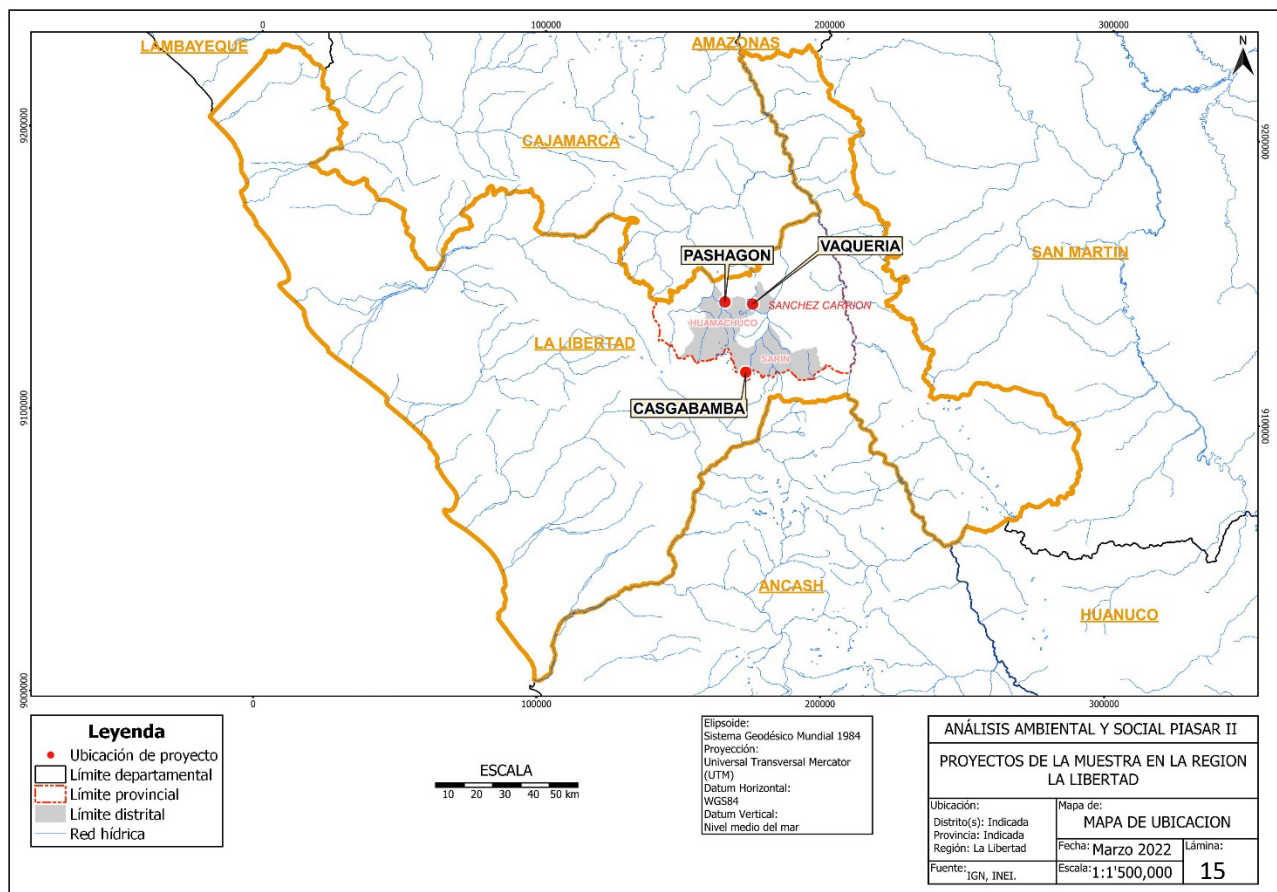 0
100000
200000
300000
LAMBAYEQUE
AMAZONAS
N
9200000
9200000
CAJAMARCA
SAN MARTIN
PASHAGON
VAQUERIA
SANCHEZ CARRION
HUAMACHUCO
LA LIBERTAD
SARIN
CASGABAMBA
9100000
9100000
ANCASH
HUANUCO
9000000
9000000
0
100000
200000
300000
Leyenda
Ubicación de proyecto
Límite departamental
Límite provincial
Límite distrital
Red hídrica
ESCALA
10 20 30 40 50 km
Elipsoide:
Sistema Geodésico Mundial 1984
Proyección:
Universal Transversal Mercator
(UTM)
Datum Horizontal:
WGS84
Datum Vertical:
Nivel medio del mar
ANÁLISIS AMBIENTAL Y SOCIAL PIASAR II
PROYECTOS DE LA MUESTRA EN LA REGION
LA LIBERTAD
Ubicación:
Distrito(s): Indicada
Provincia: Indicada
Región: La Libertad
Mapa de:
MAPA DE UBICACION
Fecha: Marzo 2022
Lámina:
15
Fuente: IGN, INEI.
Escala: 1:1'500,000